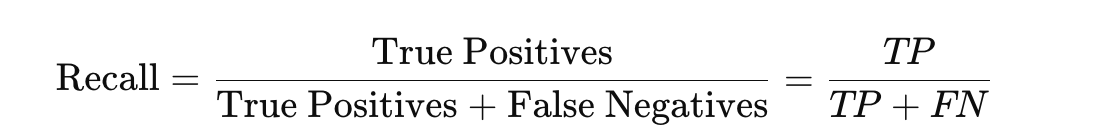 Recall = True Positives / True Positives + False Negatives = TP / TP + FN